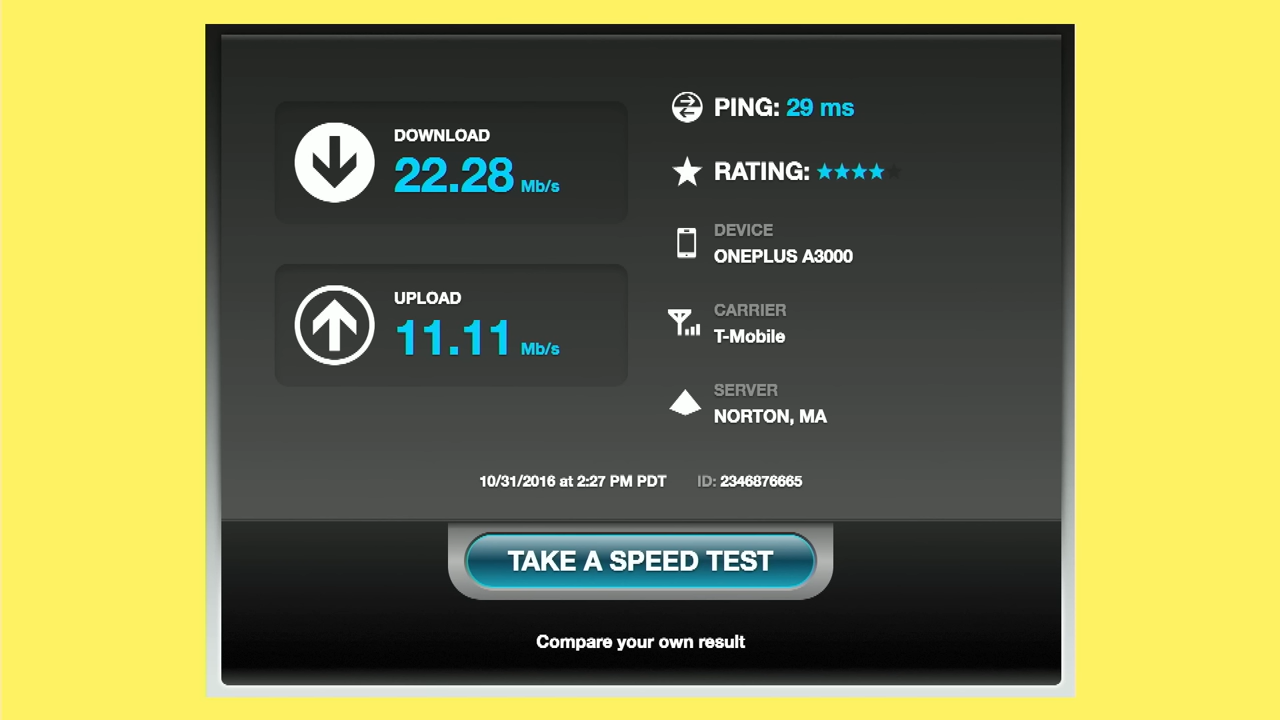 DOWNLOAD
22.28 Mb/s
UPLOAD
11.11 Mb/s
PING: 29 ms
RATING:
DEVICE
ONEPLUS A3000
CARRIER
T-Mobile
SERVER
NORTON, MA
10/31/2016 at 2:27 PM PDT ID: 2346876665
TAKE A SPEED TEST
Compare your own result